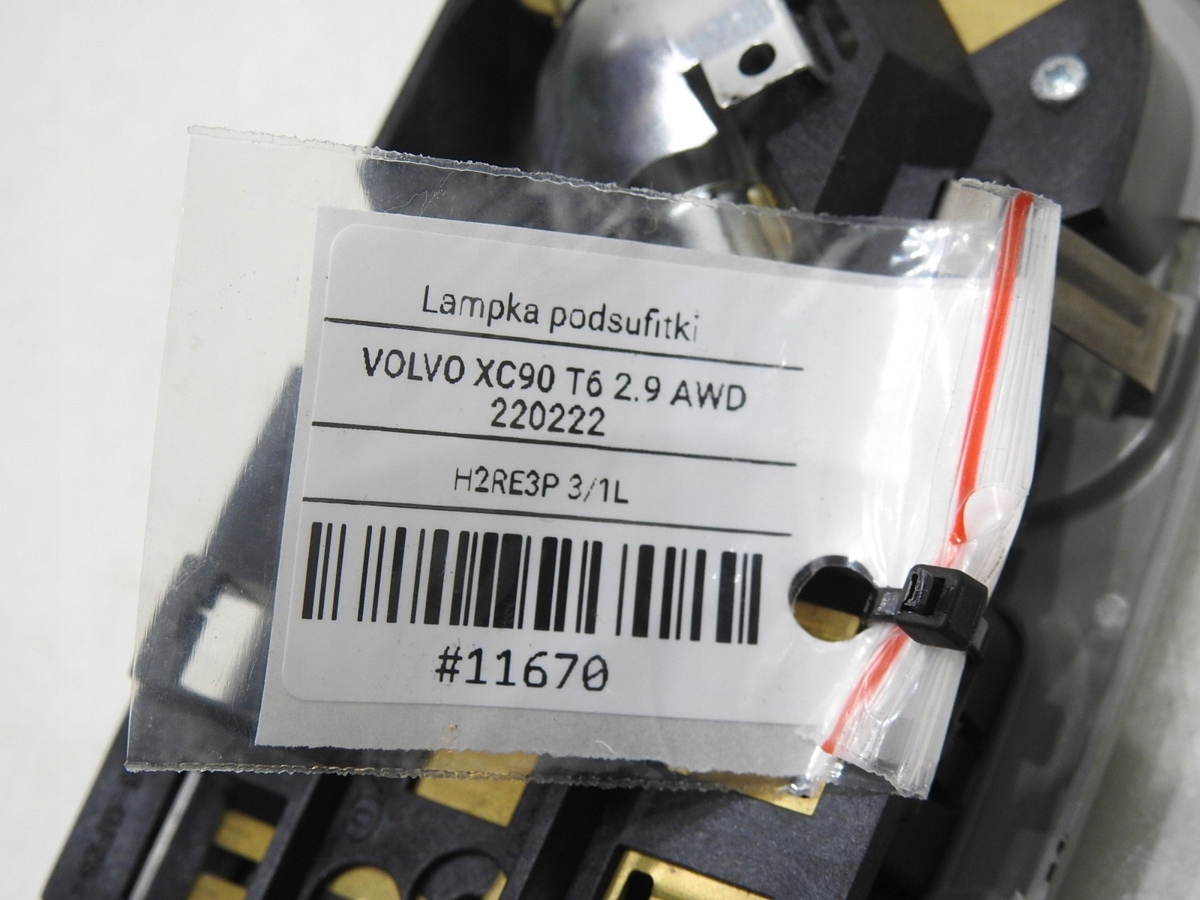 Lampka podsufitki
VOLVO XC90 T6 2.9 AWD
220222
H2RE3P 3/1L
#11670